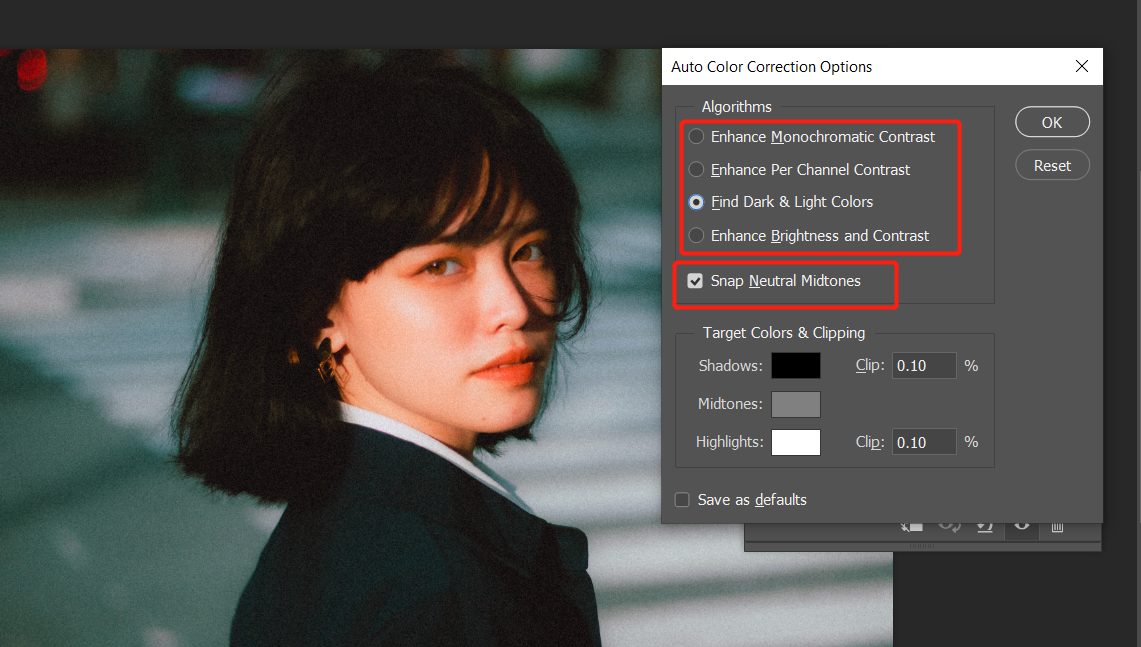 Auto Color Correction Options
Algorithms
OK
Enhance Monochromatic Contrast
Enhance Per Channel Contrast
Reset
Find Dark & Light Colors
Enhance Brightness and Contrast
Snap Neutral Midtones
Target Colors & Clipping
Shadows: Clip: 0.10 %
Midtones:
Highlights: Clip: 0.10 %
Save as defaults